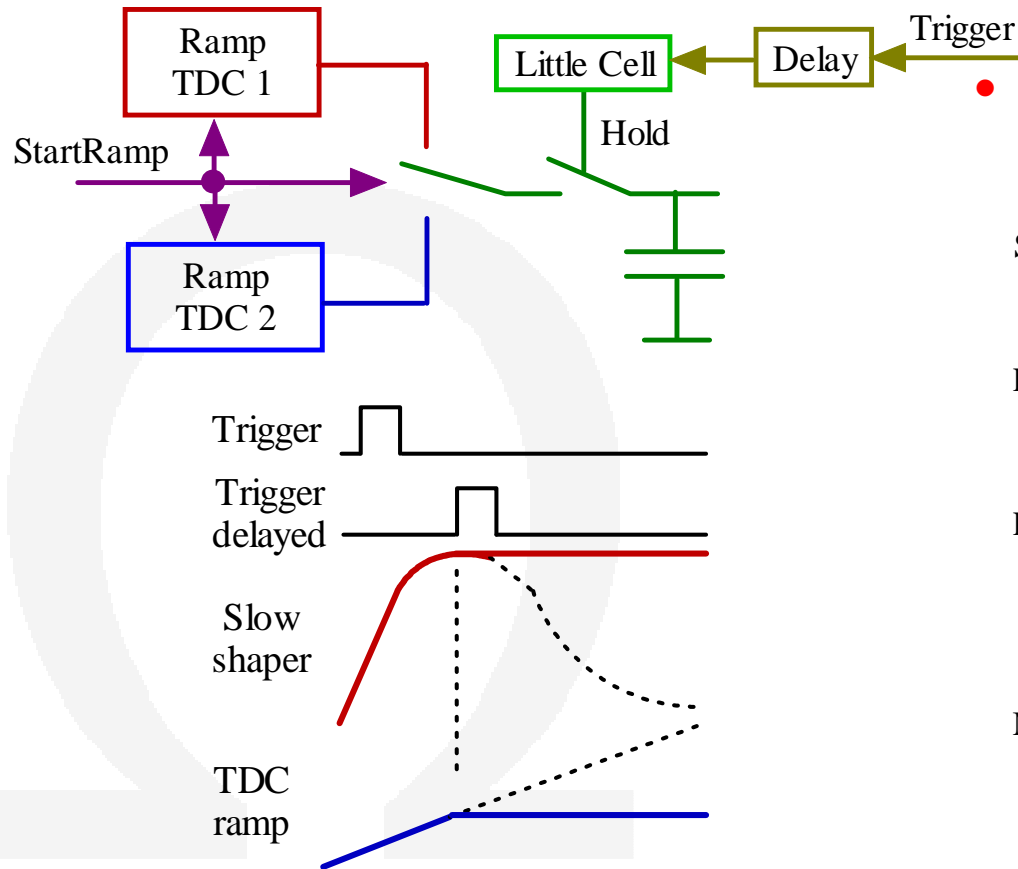 Ramp
TDC 1
Little Cell
Delay
Trigger
StartRamp
Hold
Ramp
TDC 2
Trigger
Trigger
delayed
Slow
shaper
TDC
ramp